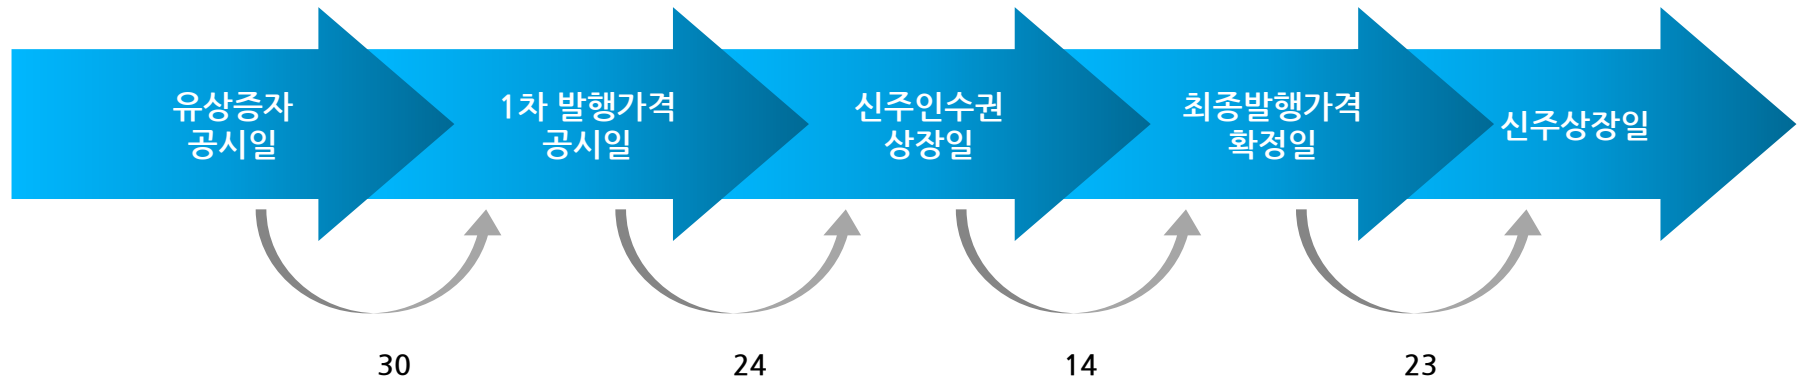 유상증자
공시일
1차 발행가격
공시일
신주인수권
상장일
최종발행가격
확정일
신주상장일
30
24
14
23